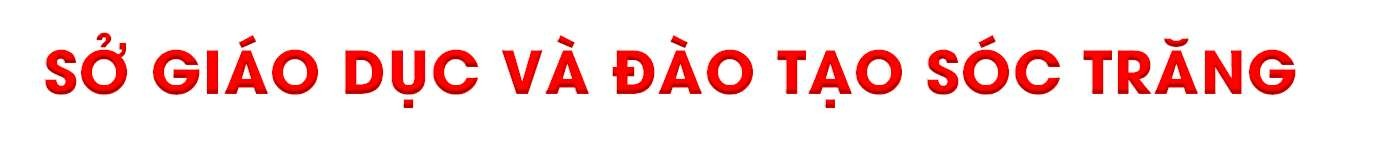 SỞ GIÁO DỤC VÀ ĐÀO TẠO SÓC TRĂNG